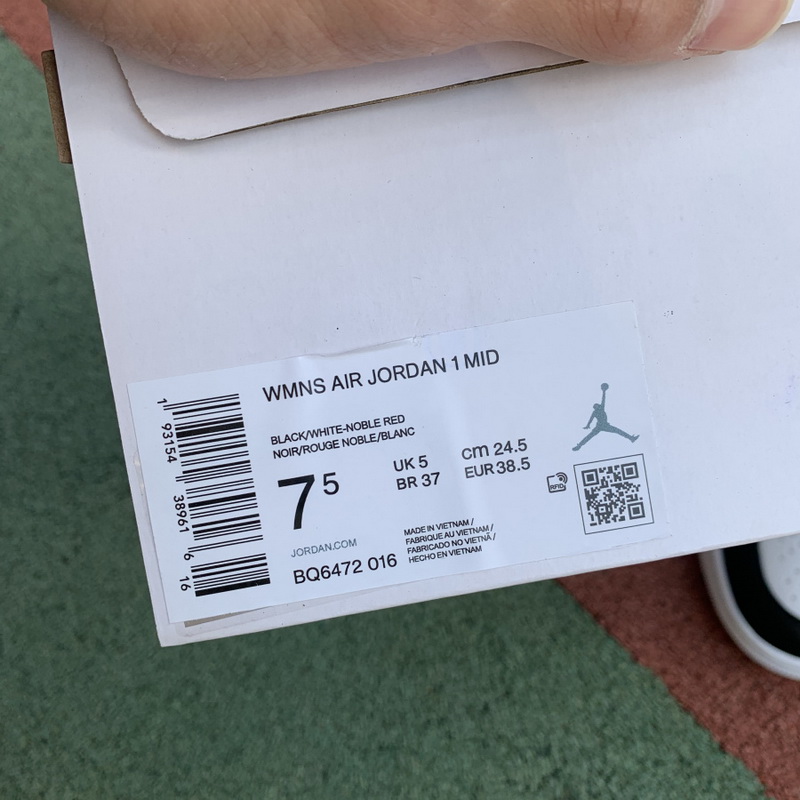 WMNS AIR JORDAN 1 MID
BLACK/WHITE-NOBLE RED
NOIR/ROUGE NOBLE/BLANC
7 5
UK 5
BR 37
cm 24.5
EUR 38.5
RFID
JORDAN.COM
BQ6472 016
MADE IN VIETNAM /
FABRIQUE AU VIETNAM /
FABRICADO NO VIETNÃ /
HECHO EN VIETNAM
1 93154 38961 6 16